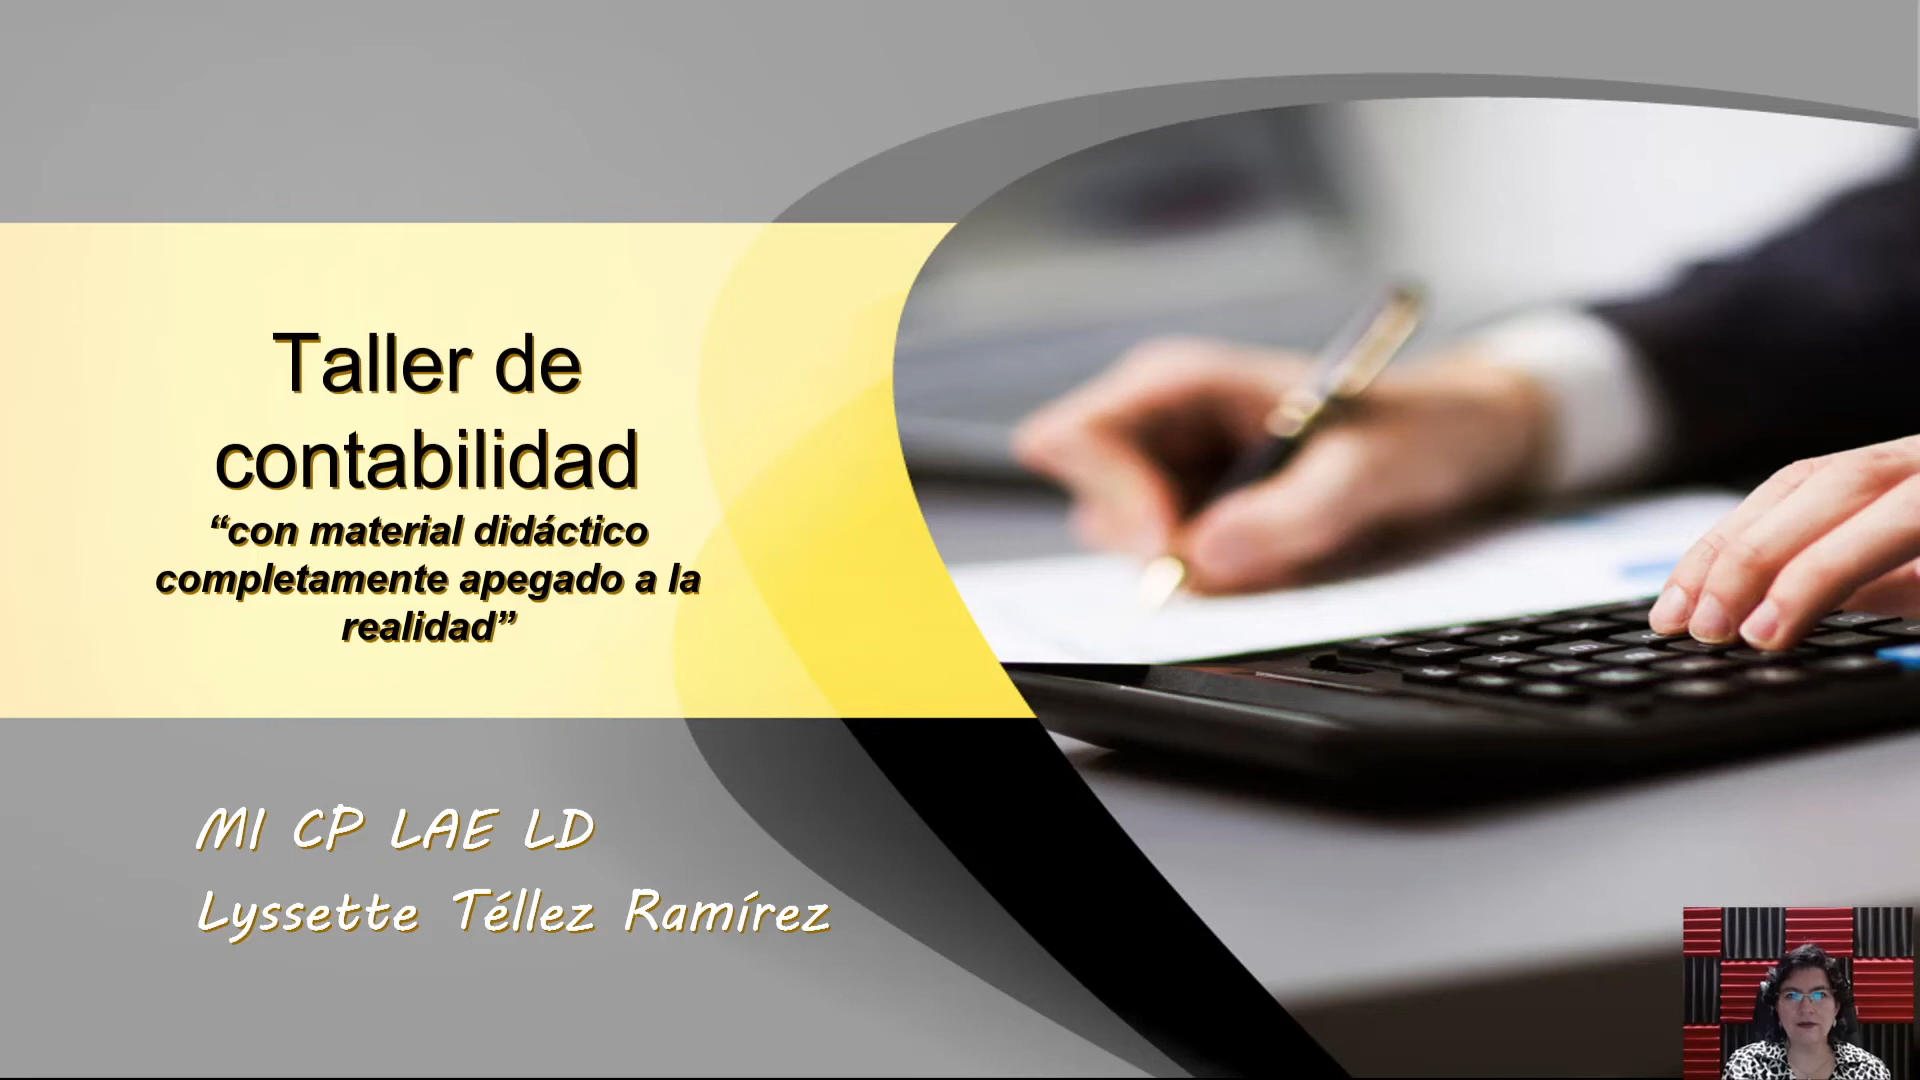 Taller de
contabilidad
“con material didáctico
completamente apegado a la
realidad”
MI CP LAE LD
Lyssette Téllez Ramírez